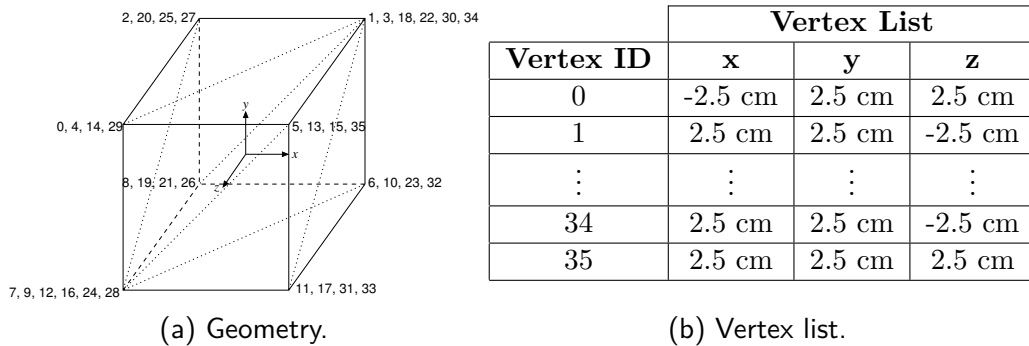 2, 20, 25, 27
1, 3, 18, 22, 30, 34
y
0, 4, 14, 29
5, 13, 15, 35
x
8, 19, 21, 26
z
6, 10, 23, 32
7, 9, 12, 16, 24, 28
11, 17, 31, 33
(a) Geometry.
Vertex List
Vertex ID x y z
0 -2.5 cm 2.5 cm 2.5 cm
1 2.5 cm 2.5 cm -2.5 cm
⋮ ⋮ ⋮ ⋮
34 2.5 cm 2.5 cm -2.5 cm
35 2.5 cm 2.5 cm 2.5 cm
(b) Vertex list.